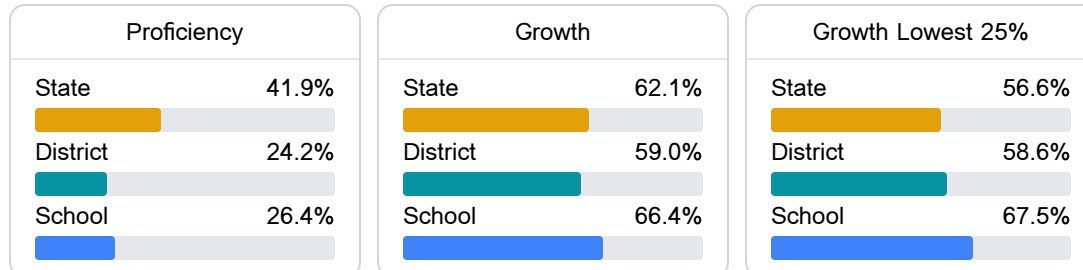 Proficiency
State 41.9%
District 24.2%
School 26.4%
Growth
State 62.1%
District 59.0%
School 66.4%
Growth Lowest 25%
State 56.6%
District 58.6%
School 67.5%